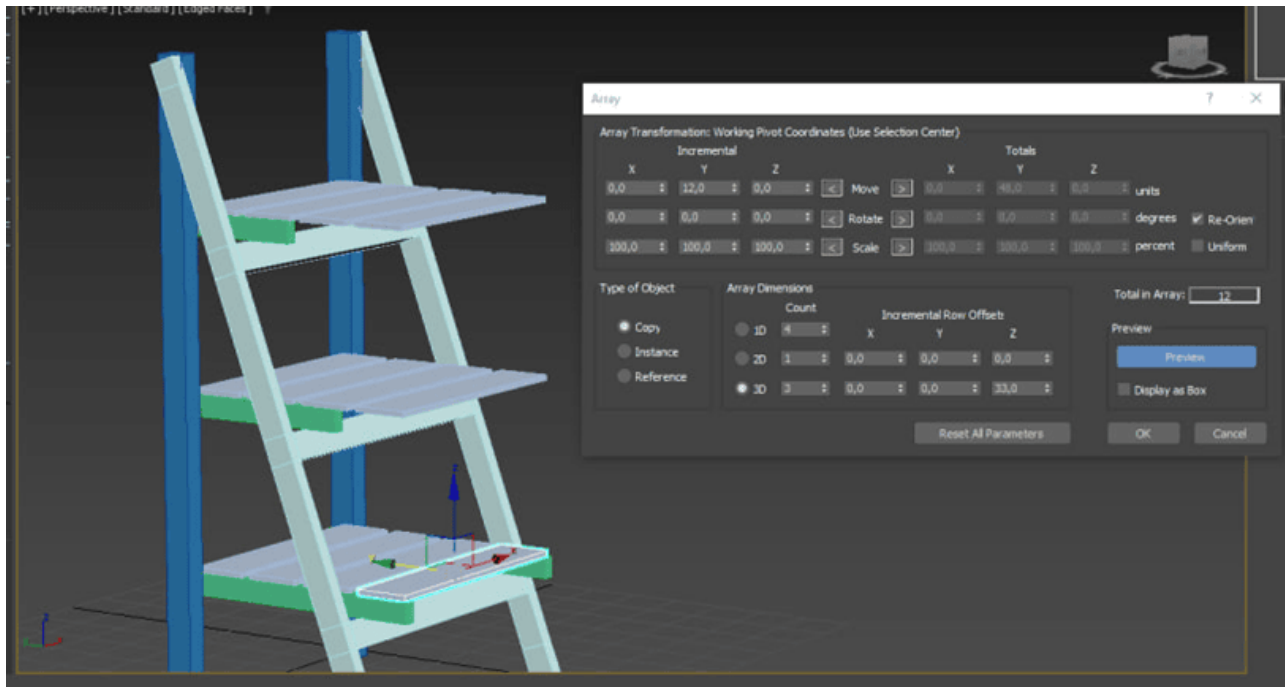 [+] [Perspective] [Standard] [Edged Faces]
Array ? ×
Array Transformation: Working Pivot Coordinates (Use Selection Center)
Incremental Totals
X Y Z X Y Z
0,0 12,0 0,0 < Move > 0,0 48,0 0,0 units
0,0 0,0 0,0 < Rotate > 0,0 0,0 0,0 degrees Re-Orien
100,0 100,0 100,0 < Scale > 100,0 100,0 100,0 percent Uniform
Type of Object Array Dimensions Total in Array: 12
Count Incremental Row Offsets
Copy 1D 4 X Y Z Preview
Instance 2D 1 0,0 0,0 0,0 Preview
Reference 3D 3 0,0 0,0 33,0 Display as Box
Reset All Parameters OK Cancel
z
x
z